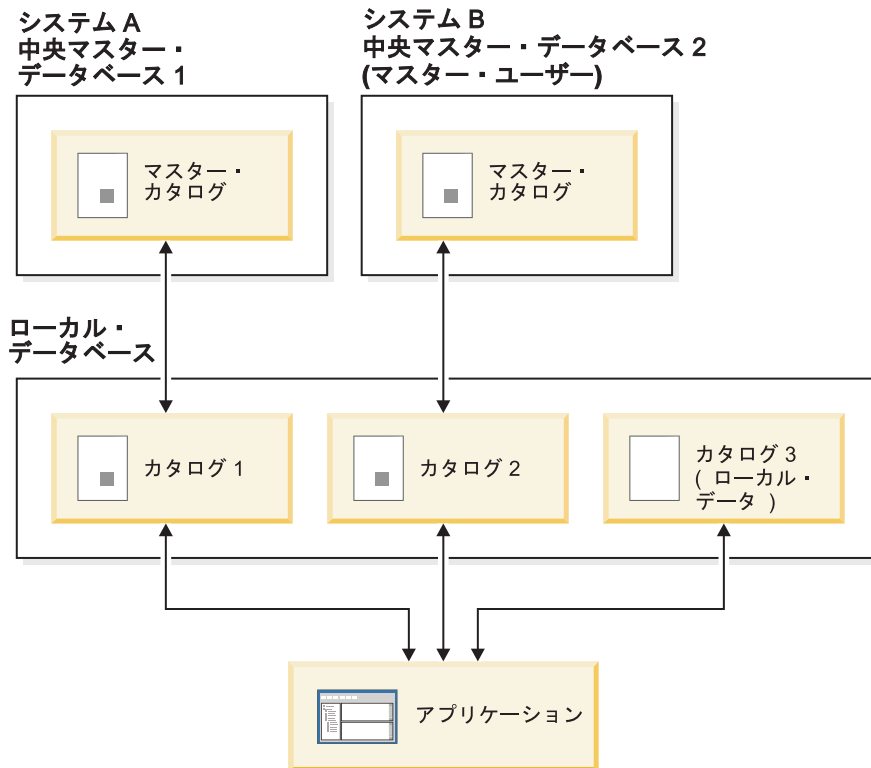 システム A
中央マスター・
データベース 1
システム B
中央マスター・データベース 2
(マスター・ユーザー)
マスター・
カタログ
マスター・
カタログ
ローカル・
データベース
カタログ 1
カタログ 2
カタログ 3
( ローカル・
データ )
アプリケーション